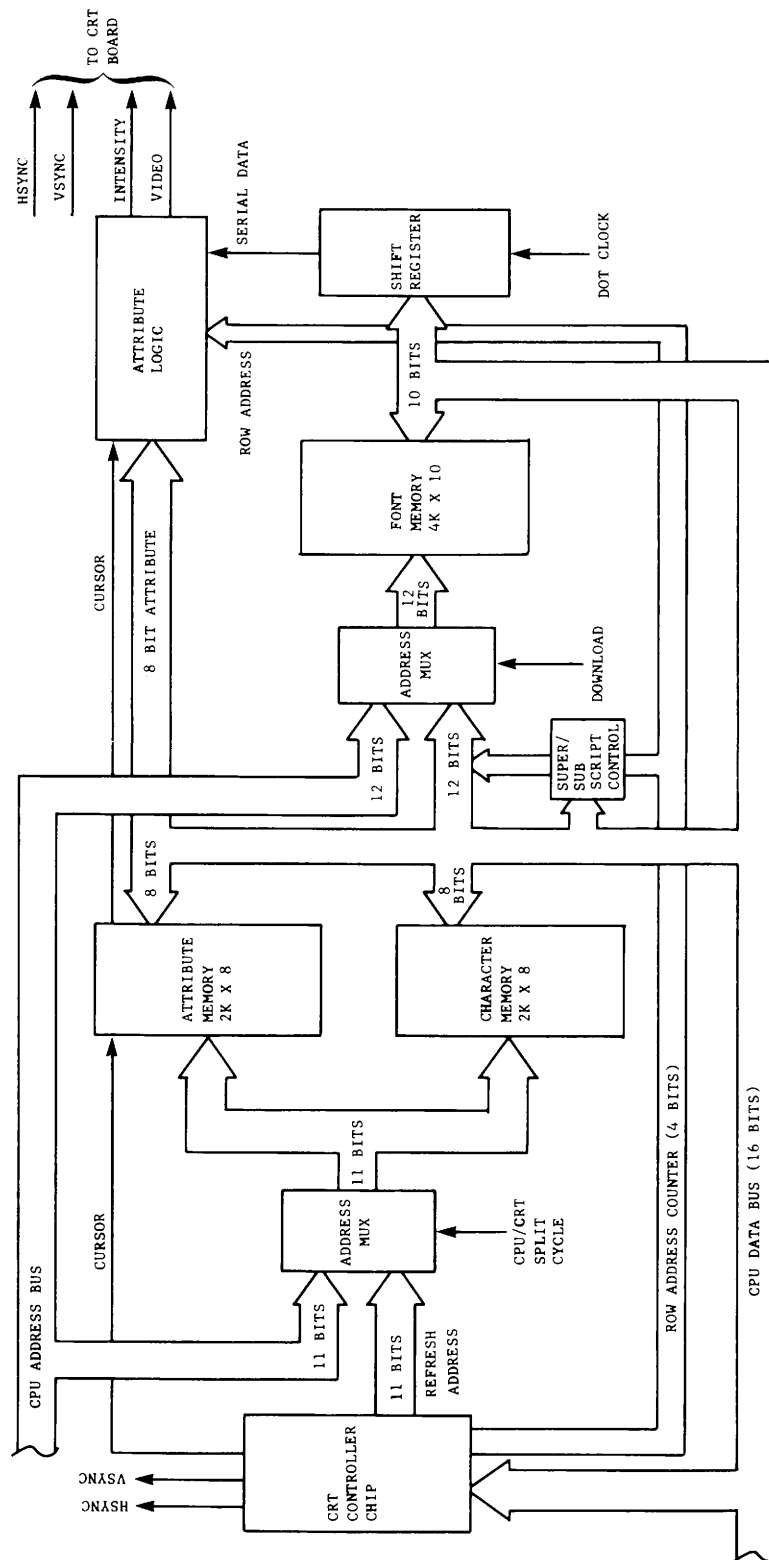 HSYNC
VSYNC
INTENSITY
VIDEO
TO CRT
BOARD
ATTRIBUTE
LOGIC
SERIAL DATA
SHIFT
REGISTER
DOT CLOCK
ROW ADDRESS
10 BITS
FONT
MEMORY
4K X 10
12
BITS
ADDRESS
MUX
DOWNLOAD
CURSOR
8 BIT ATTRIBUTE
12 BITS
12 BITS
SUPER/
SUB
SCRIPT
CONTROL
8 BITS
8
BITS
ATTRIBUTE
MEMORY
2K X 8
CHARACTER
MEMORY
2K X 8
11 BITS
ADDRESS
MUX
CPU/CRT
SPLIT
CYCLE
CURSOR
CPU ADDRESS BUS
11 BITS
11 BITS
REFRESH
ADDRESS
ROW ADDRESS COUNTER (4 BITS)
CPU DATA BUS (16 BITS)
VSYNC
HSYNC
CRT
CONTROLLER
CHIP